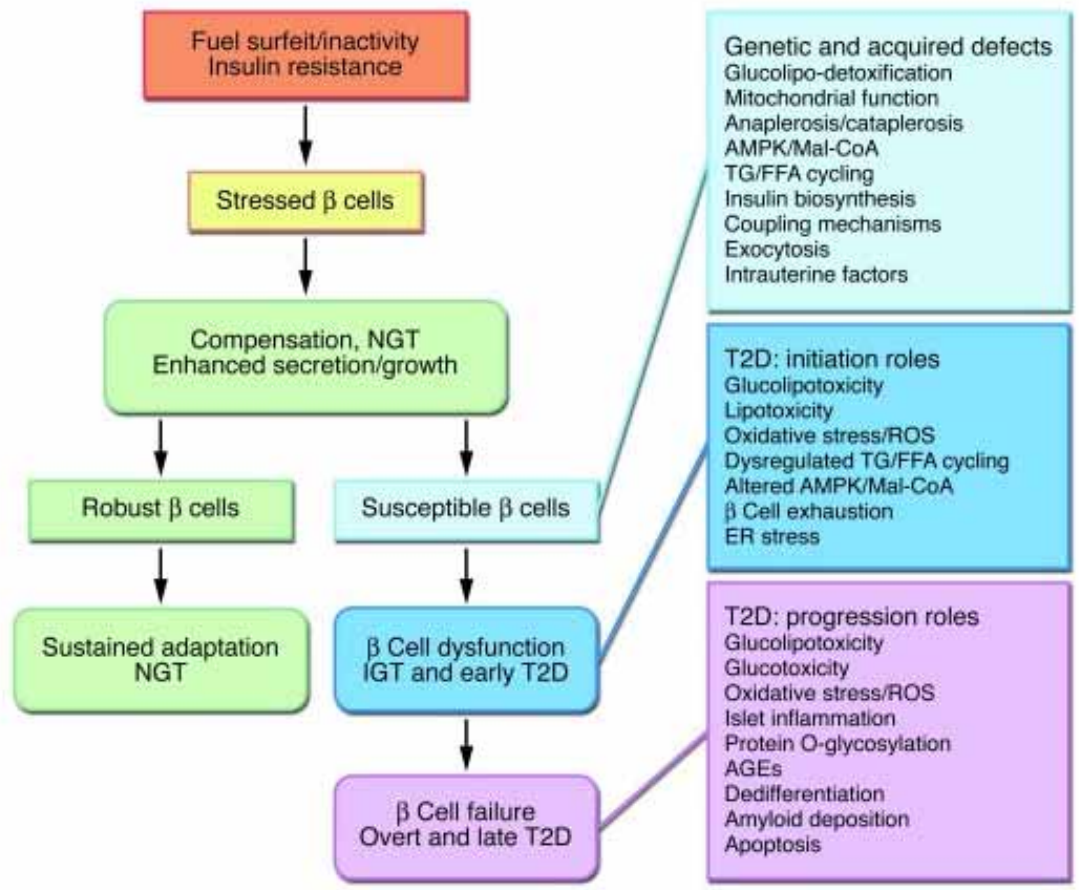 Fuel surfeit/inactivity
Insulin resistance
Stressed β cells
Compensation, NGT
Enhanced secretion/growth
Robust β cells
Susceptible β cells
Sustained adaptation
NGT
β Cell dysfunction
IGT and early T2D
β Cell failure
Overt and late T2D
Genetic and acquired defects
Glucolipo-detoxification
Mitochondrial function
Anaplerosis/cataplerosis
AMPK/Mal-CoA
TG/FFA cycling
Insulin biosynthesis
Coupling mechanisms
Exocytosis
Intrauterine factors
T2D: initiation roles
Glucolipotoxicity
Lipotoxicity
Oxidative stress/ROS
Dysregulated TG/FFA cycling
Altered AMPK/Mal-CoA
β Cell exhaustion
ER stress
T2D: progression roles
Glucolipotoxicity
Glucotoxicity
Oxidative stress/ROS
Islet inflammation
Protein O-glycosylation
AGEs
Dedifferentiation
Amyloid deposition
Apoptosis